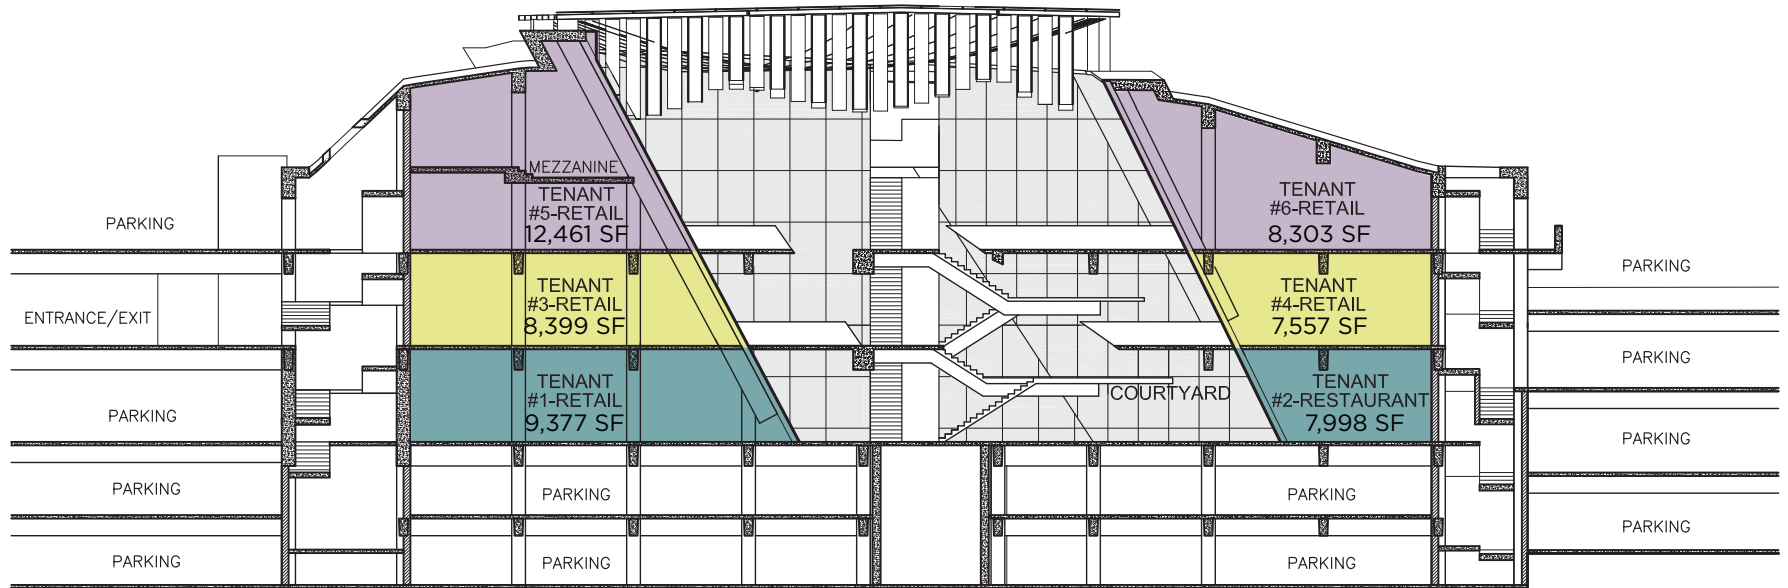 MEZZANINE
TENANT
#5-RETAIL
12,461 SF
TENANT
#6-RETAIL
8,303 SF
PARKING
PARKING
TENANT
#3-RETAIL
8,399 SF
TENANT
#4-RETAIL
7,557 SF
ENTRANCE/EXIT
PARKING
TENANT
#1-RETAIL
9,377 SF
COURTYARD
TENANT
#2-RESTAURANT
7,998 SF
PARKING
PARKING
PARKING
PARKING
PARKING
PARKING
PARKING
PARKING
PARKING